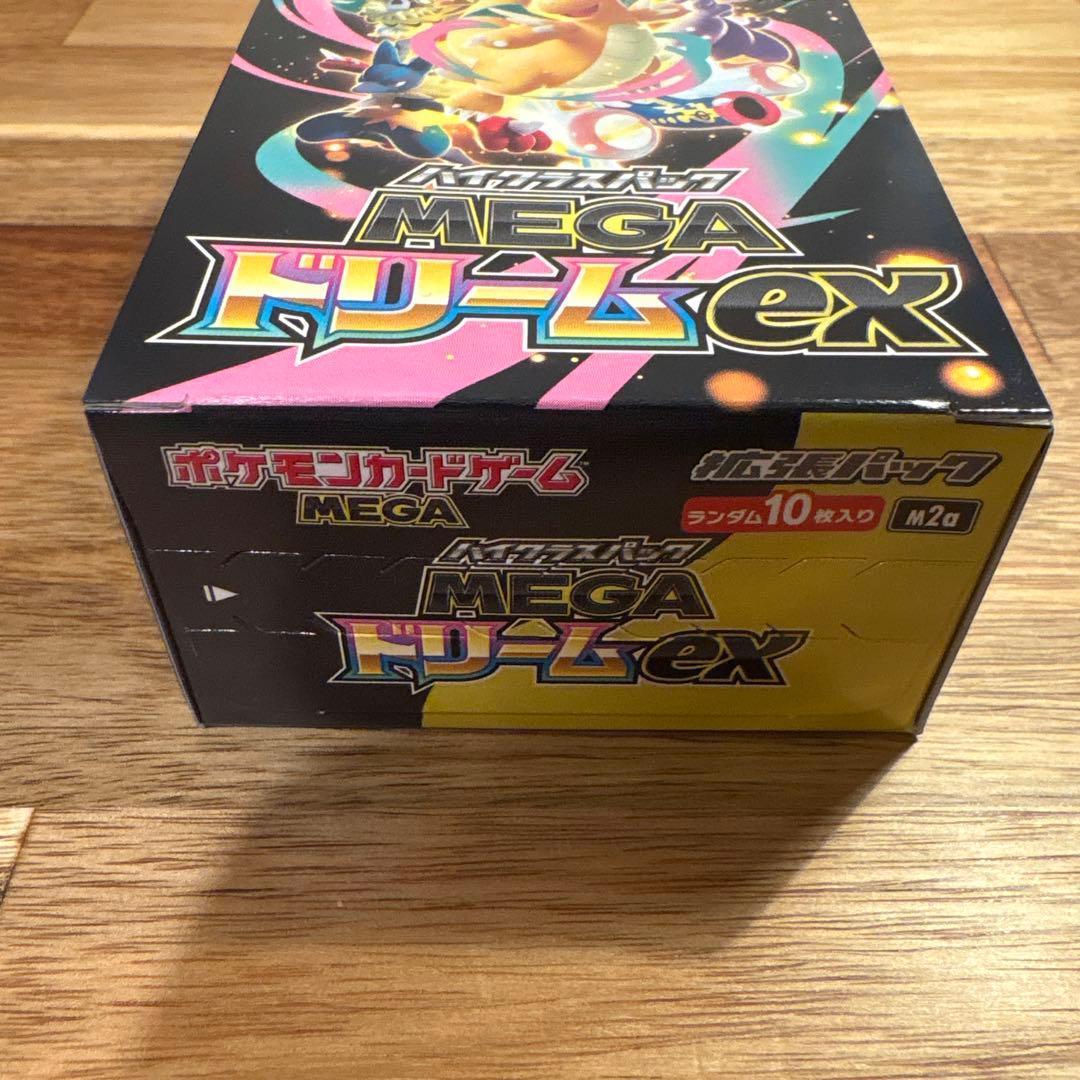 ハイクラスパック
MEGA
ドリームex
ポケモンカードゲーム™
MEGA
拡張パック
ランダム10枚入り
M2a
ハイクラスパック
MEGA
ドリームex